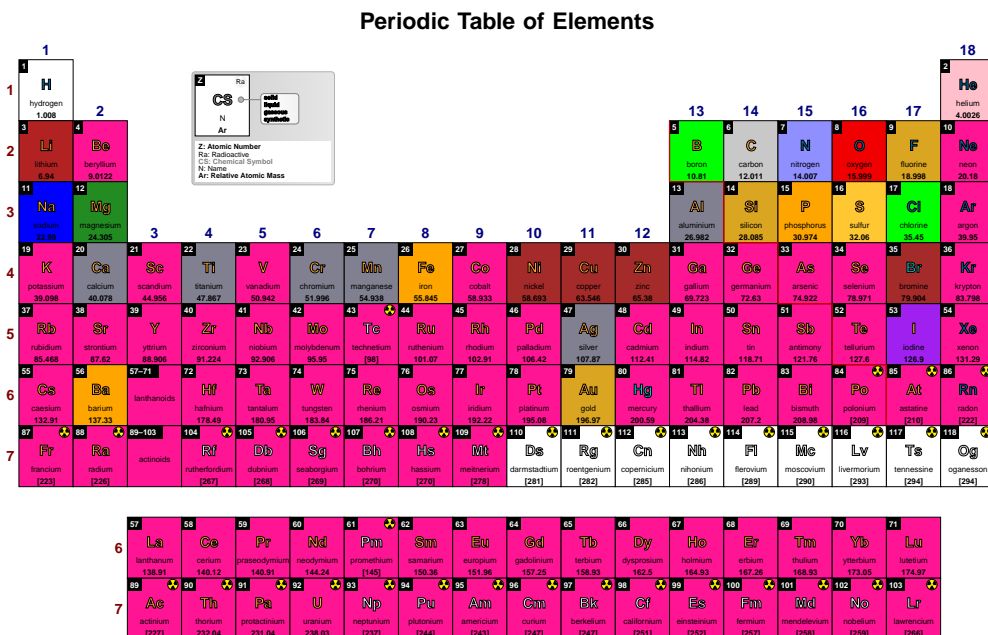 Periodic Table of Elements
1 18
1 2
1 H He
hydrogen helium
1.008 4.0026
Z Ra
CS
N
Ar
solid
liquid
gaseous
synthetic
Z: Atomic Number
Ra: Radioactive
CS: Chemical Symbol
N: Name
Ar: Relative Atomic Mass
2 13 14 15 16 17
3 4 5 6 7 8 9 10
2 Li Be B C N O F Ne
lithium beryllium boron carbon nitrogen oxygen fluorine neon
6.94 9.0122 10.81 12.011 14.007 15.999 18.998 20.18
11 12 13 14 15 16 17 18
3 Na Mg Al Si P S Cl Ar
sodium magnesium aluminium silicon phosphorus sulfur chlorine argon
22.99 24.305 26.982 28.085 30.974 32.06 35.45 39.95
3 4 5 6 7 8 9 10 11 12
19 20 21 22 23 24 25 26 27 28 29 30 31 32 33 34 35 36
4 K Ca Sc Ti V Cr Mn Fe Co Ni Cu Zn Ga Ge As Se Br Kr
potassium calcium scandium titanium vanadium chromium manganese iron cobalt nickel copper zinc gallium germanium arsenic selenium bromine krypton
39.098 40.078 44.956 47.867 50.942 51.996 54.938 55.845 58.933 58.693 63.546 65.38 69.723 72.63 74.922 78.971 79.904 83.798
37 38 39 40 41 42 43 44 45 46 47 48 49 50 51 52 53 54
5 Rb Sr Y Zr Nb Mo Tc Ru Rh Pd Ag Cd In Sn Sb Te I Xe
rubidium strontium yttrium zirconium niobium molybdenum technetium ruthenium rhodium palladium silver cadmium indium tin antimony tellurium iodine xenon
85.468 87.62 88.906 91.224 92.906 95.95 [98] 101.07 102.91 106.42 107.87 112.41 114.82 118.71 121.76 127.6 126.9 131.29
55 56 57–71 72 73 74 75 76 77 78 79 80 81 82 83 84 85 86
6 Cs Ba Hf Ta W Re Os Ir Pt Au Hg Tl Pb Bi Po At Rn
caesium barium lanthanoids hafnium tantalum tungsten rhenium osmium iridium platinum gold mercury thallium lead bismuth polonium astatine radon
132.91 137.33 178.49 180.95 183.84 186.21 190.23 192.22 195.08 196.97 200.59 204.38 207.2 208.98 [209] [210] [222]
87 88 89–103 104 105 106 107 108 109 110 111 112 113 114 115 116 117 118
7 Fr Ra Rf Db Sg Bh Hs Mt Ds Rg Cn Nh Fl Mc Lv Ts Og
francium radium actinoids rutherfordium dubnium seaborgium bohrium hassium meitnerium darmstadtium roentgenium copernicium nihonium flerovium moscovium livermorium tennessine oganesson
[223] [226] [267] [268] [269] [270] [270] [278] [281] [282] [285] [286] [289] [290] [293] [294] [294]
57 58 59 60 61 62 63 64 65 66 67 68 69 70 71
6 La Ce Pr Nd Pm Sm Eu Gd Tb Dy Ho Er Tm Yb Lu
lanthanum cerium praseodymium neodymium promethium samarium europium gadolinium terbium dysprosium holmium erbium thulium ytterbium lutetium
138.91 140.12 140.91 144.24 [145] 150.36 151.96 157.25 158.93 162.5 164.93 167.26 168.93 173.05 174.97
89 90 91 92 93 94 95 96 97 98 99 100 101 102 103
7 Ac Th Pa U Np Pu Am Cm Bk Cf Es Fm Md No Lr
actinium thorium protactinium uranium neptunium plutonium americium curium berkelium californium einsteinium fermium mendelevium nobelium lawrencium
[227] 232.04 231.04 238.03 [237] [244] [243] [247] [247] [251] [252] [257] [258] [259] [266]